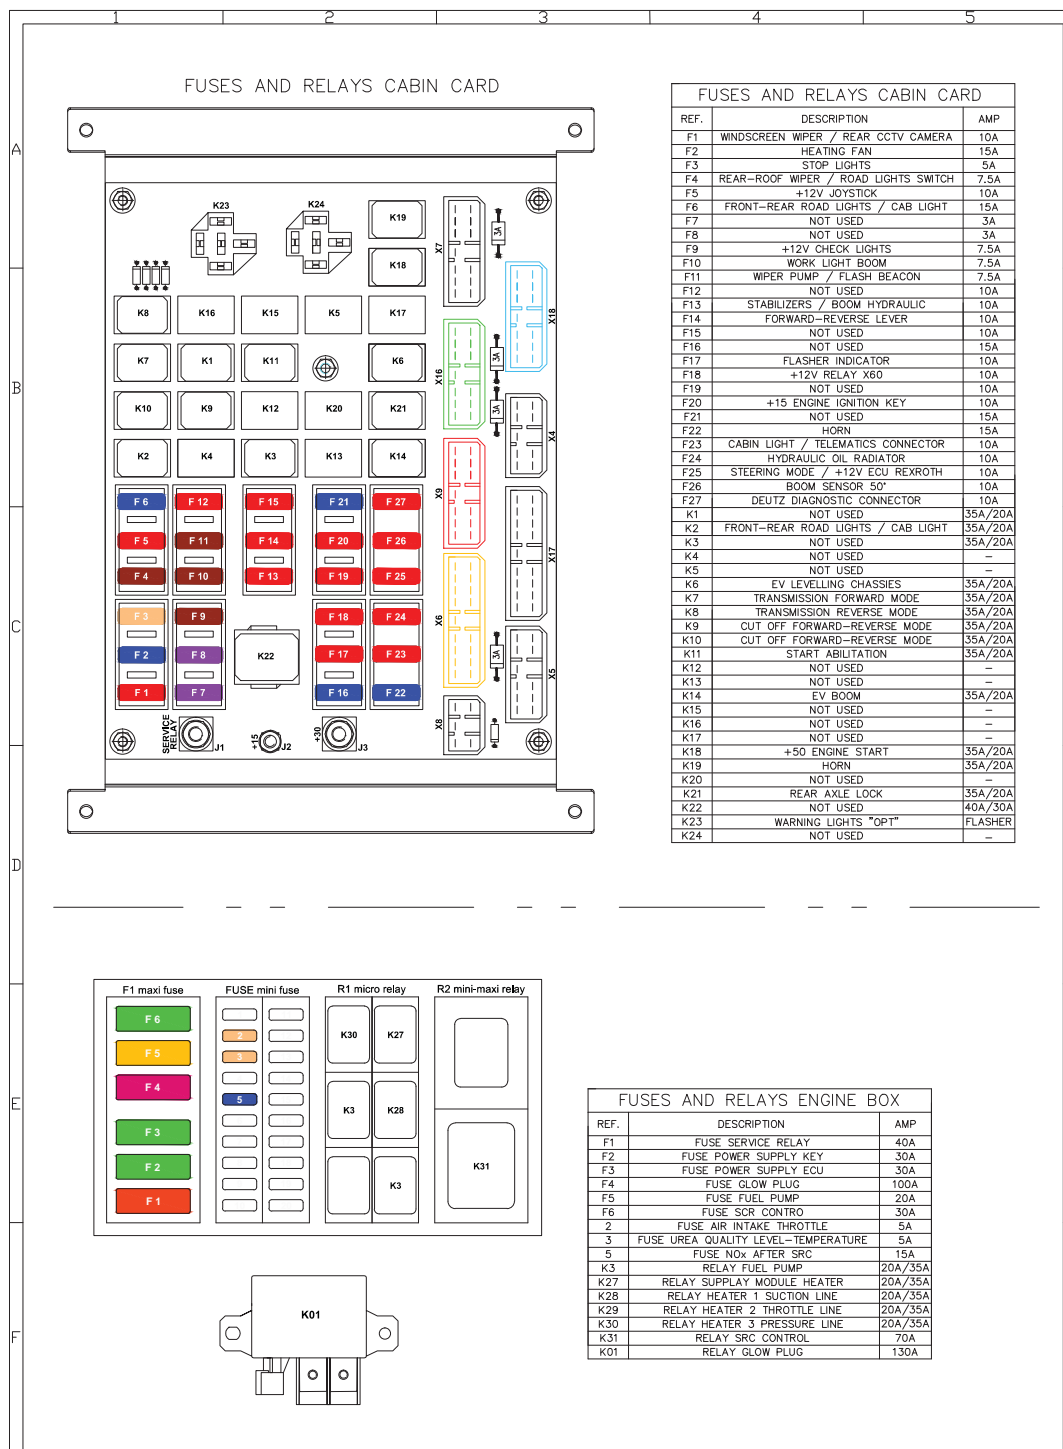 1 2 3 4 5
A
B
C
D
E
F
FUSES AND RELAYS CABIN CARD
K23 K24 K19
K18
X7
3A
X18
K8 K16 K15 K5 K17
K7 K1 K11 K6
X16
3A
3A
K10 K9 K12 K20 K21
X4
K2 K4 K3 K13 K14
X9
F 6 F 12 F 15 F 21 F 27
F 5 F 11 F 14 F 20 F 26
F 4 F 10 F 13 F 19 F 25
X17
F 3 F 9 F 18 F 24
X6
F 2 F 8 K22 F 17 F 23
3A
X5
F 1 F 7 F 16 F 22
X8
SERVICE
RELAY
J1
+15
J2
+30
J3
FUSES AND RELAYS CABIN CARD
REF. DESCRIPTION AMP
F1 WINDSCREEN WIPER / REAR CCTV CAMERA 10A
F2 HEATING FAN 15A
F3 STOP LIGHTS 5A
F4 REAR-ROOF WIPER / ROAD LIGHTS SWITCH 7.5A
F5 +12V JOYSTICK 10A
F6 FRONT-REAR ROAD LIGHTS / CAB LIGHT 15A
F7 NOT USED 3A
F8 NOT USED 3A
F9 +12V CHECK LIGHTS 7.5A
F10 WORK LIGHT BOOM 7.5A
F11 WIPER PUMP / FLASH BEACON 7.5A
F12 NOT USED 10A
F13 STABILIZERS / BOOM HYDRAULIC 10A
F14 FORWARD-REVERSE LEVER 10A
F15 NOT USED 10A
F16 NOT USED 15A
F17 FLASHER INDICATOR 10A
F18 +12V RELAY X60 10A
F19 NOT USED 10A
F20 +15 ENGINE IGNITION KEY 10A
F21 NOT USED 15A
F22 HORN 15A
F23 CABIN LIGHT / TELEMATICS CONNECTOR 10A
F24 HYDRAULIC OIL RADIATOR 10A
F25 STEERING MODE / +12V ECU REXROTH 10A
F26 BOOM SENSOR 50° 10A
F27 DEUTZ DIAGNOSTIC CONNECTOR 10A
K1 NOT USED 35A/20A
K2 FRONT-REAR ROAD LIGHTS / CAB LIGHT 35A/20A
K3 NOT USED 35A/20A
K4 NOT USED -
K5 NOT USED -
K6 EV LEVELLING CHASSIES 35A/20A
K7 TRANSMISSION FORWARD MODE 35A/20A
K8 TRANSMISSION REVERSE MODE 35A/20A
K9 CUT OFF FORWARD-REVERSE MODE 35A/20A
K10 CUT OFF FORWARD-REVERSE MODE 35A/20A
K11 START ABILITATION 35A/20A
K12 NOT USED -
K13 NOT USED -
K14 EV BOOM 35A/20A
K15 NOT USED -
K16 NOT USED -
K17 NOT USED -
K18 +50 ENGINE START 35A/20A
K19 HORN 35A/20A
K20 NOT USED -
K21 REAR AXLE LOCK 35A/20A
K22 NOT USED 40A/30A
K23 WARNING LIGHTS "OPT" FLASHER
K24 NOT USED -
F1 maxi fuse FUSE mini fuse R1 micro relay R2 mini-maxi relay
F 6
F 5
F 4
F 3
F 2
F 1
2
3
5
K30 K27
K3 K28
K3
K31
K01
FUSES AND RELAYS ENGINE BOX
REF. DESCRIPTION AMP
F1 FUSE SERVICE RELAY 40A
F2 FUSE POWER SUPPLY KEY 30A
F3 FUSE POWER SUPPLY ECU 30A
F4 FUSE GLOW PLUG 100A
F5 FUSE FUEL PUMP 20A
F6 FUSE SCR CONTRO 30A
2 FUSE AIR INTAKE THROTTLE 5A
3 FUSE UREA QUALITY LEVEL-TEMPERATURE 5A
5 FUSE NOx AFTER SRC 15A
K3 RELAY FUEL PUMP 20A/35A
K27 RELAY SUPPLAY MODULE HEATER 20A/35A
K28 RELAY HEATER 1 SUCTION LINE 20A/35A
K29 RELAY HEATER 2 THROTTLE LINE 20A/35A
K30 RELAY HEATER 3 PRESSURE LINE 20A/35A
K31 RELAY SRC CONTROL 70A
K01 RELAY GLOW PLUG 130A